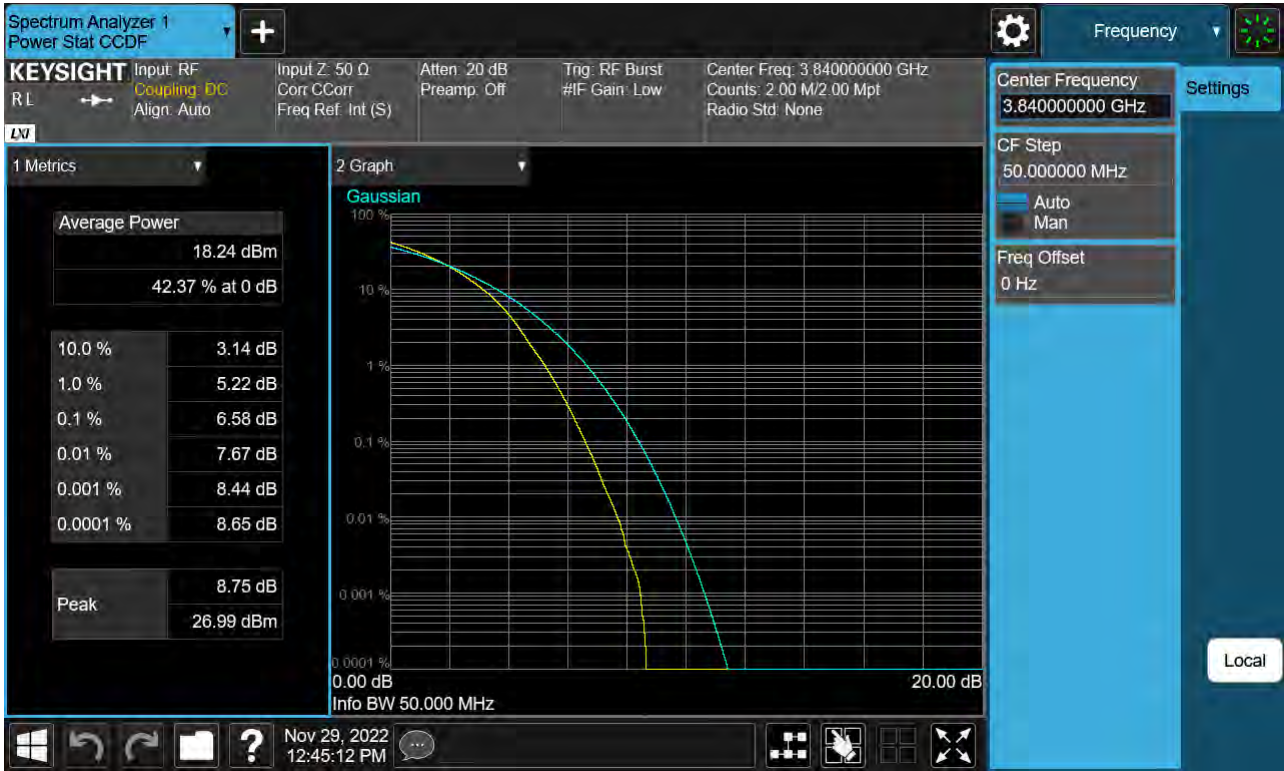 Spectrum Analyzer 1
Power Stat CCDF
+
Frequency
KEYSIGHT
R L
LXI
Input: RF
Coupling: DC
Align: Auto
Input Z: 50 Ω
Corr CCorr
Freq Ref: Int (S)
Atten: 20 dB
Preamp: Off
Trig: RF Burst
#IF Gain: Low
Center Freq: 3.840000000 GHz
Counts: 2.00 M/2.00 Mpt
Radio Std: None
Center Frequency
3.840000000 GHz
Settings
CF Step
50.000000 MHz
Auto
Man
Freq Offset
0 Hz
1 Metrics
Average Power
18.24 dBm
42.37 % at 0 dB
10.0 % 3.14 dB
1.0 % 5.22 dB
0.1 % 6.58 dB
0.01 % 7.67 dB
0.001 % 8.44 dB
0.0001 % 8.65 dB
Peak
8.75 dB
26.99 dBm
2 Graph
Gaussian
100 %
10 %
1 %
0.1 %
0.01 %
0.001 %
0.0001 %
0.00 dB 20.00 dB
Info BW 50.000 MHz
Local
?
Nov 29, 2022
12:45:12 PM